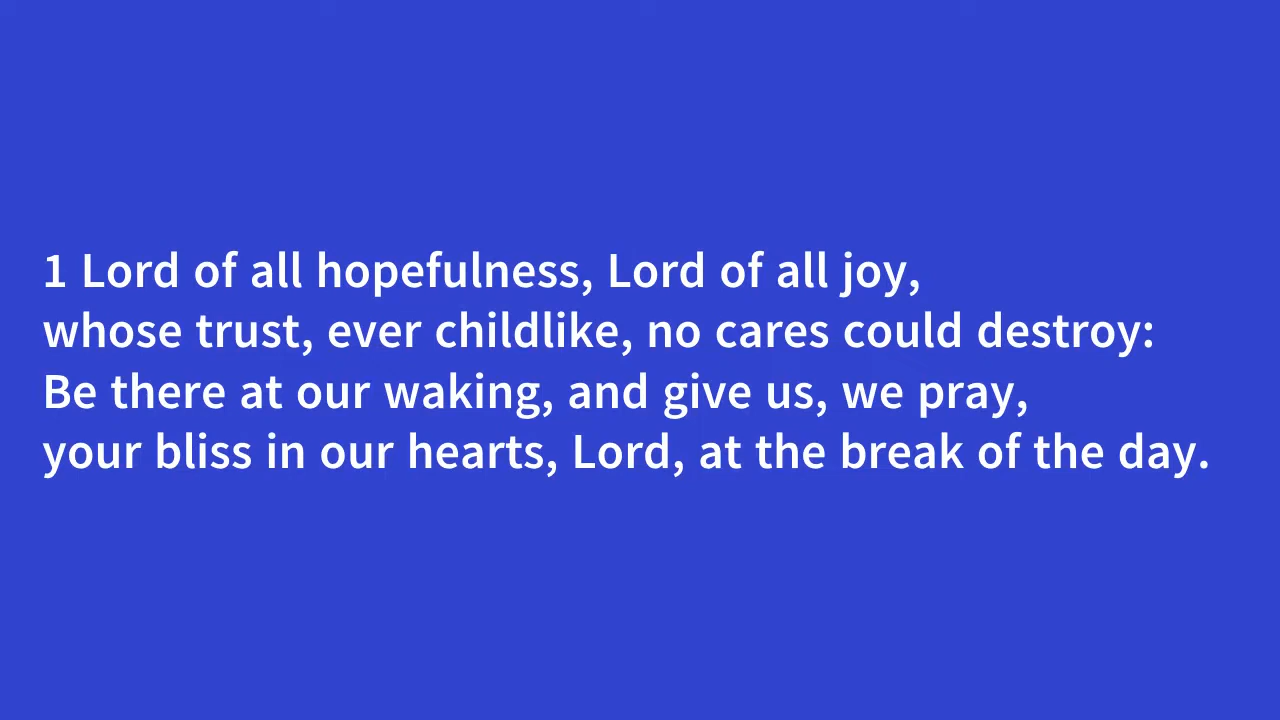 1 Lord of all hopefulness, Lord of all joy,
whose trust, ever childlike, no cares could destroy:
Be there at our waking, and give us, we pray,
your bliss in our hearts, Lord, at the break of the day.